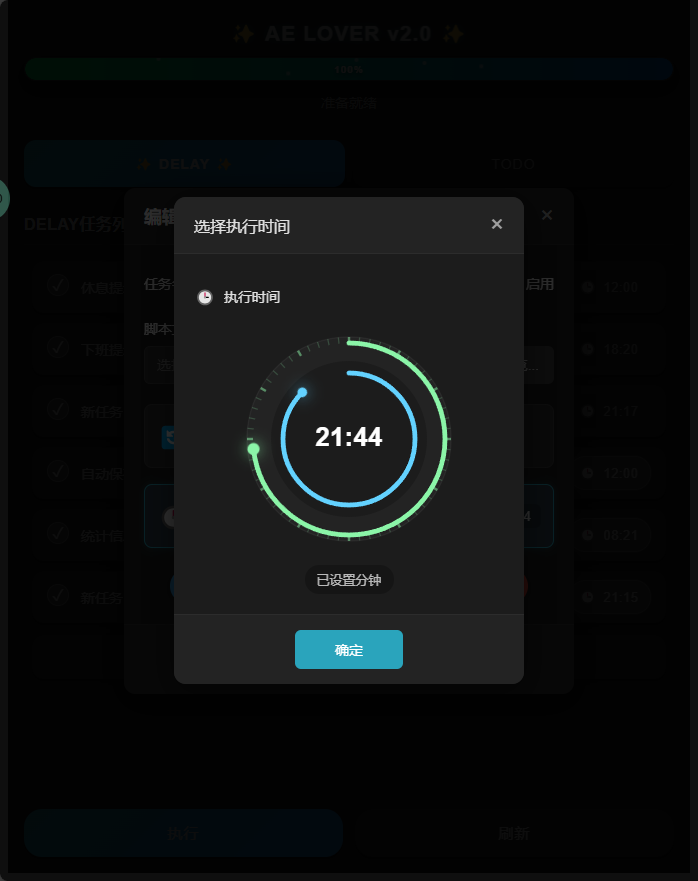 ✨ AE LOVER v2.0 ✨
100%
准备就绪
✨ DELAY ✨
TODO
DELAY任务列
编辑
×
选择执行时间
×
任务
启用
休息提
12:00
执行时间
脚本
下班提
18:20
选
新任务
21:17
21:44
自动保
12:00
4
统计信
08:21
已设置分钟
新任务
21:15
确定
执行
刷新